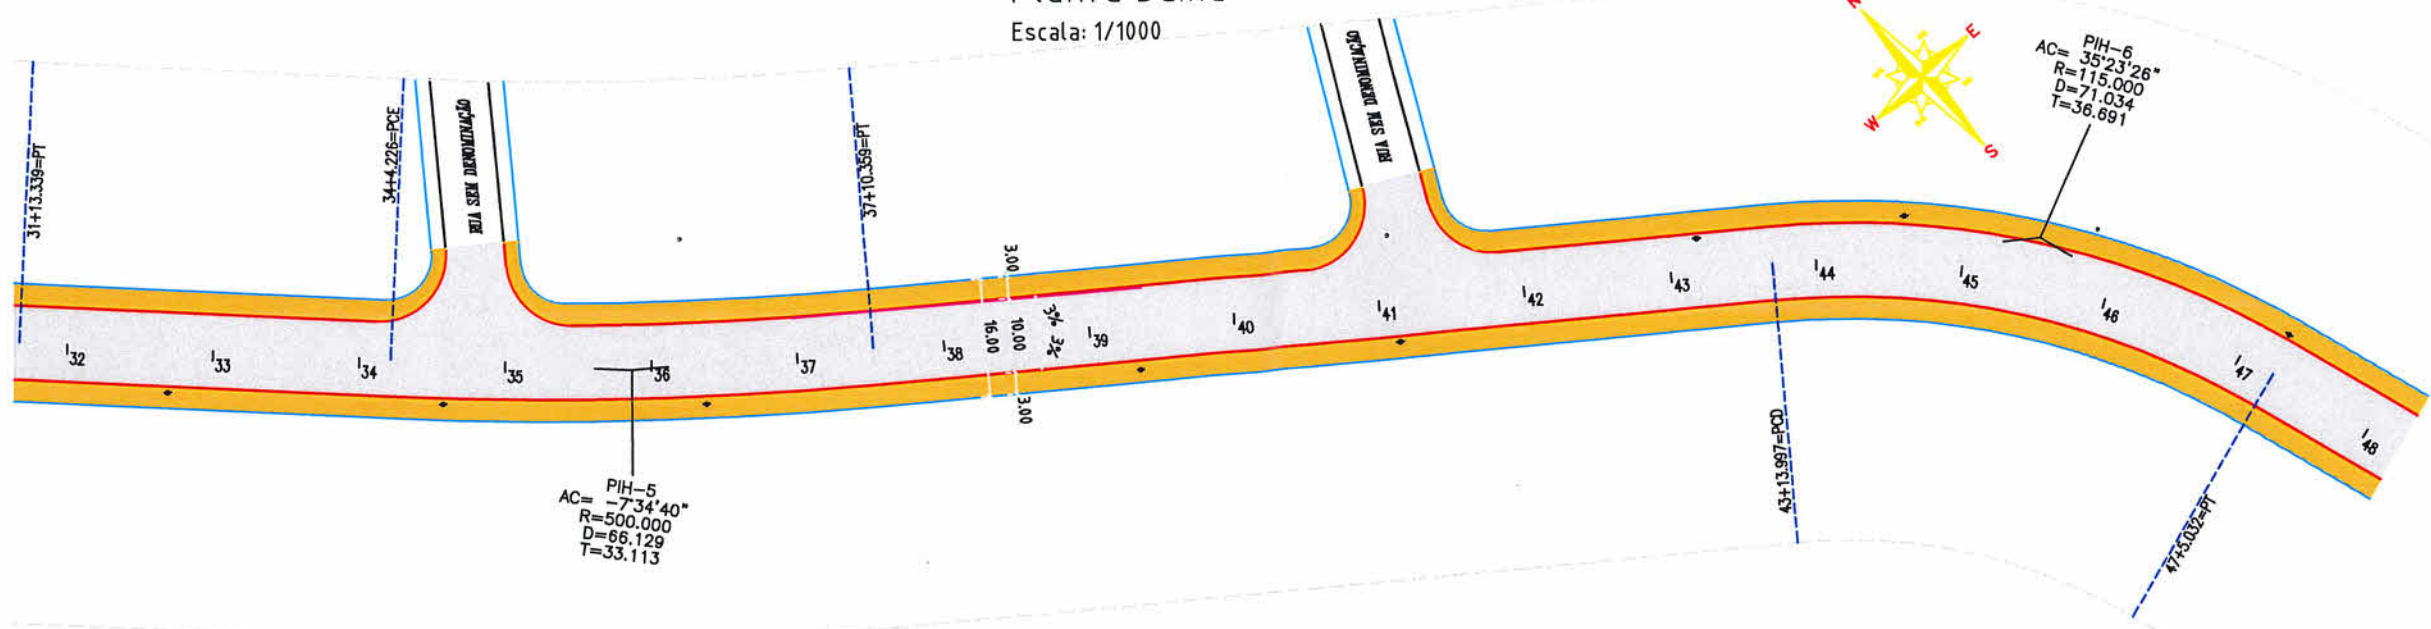 Escala: 1/1000
31+13.339=PT
34+4.226=PCE
RUA SEM DENOMINAÇÃO
37+10.359=PT
RUA SEM DENOMINAÇÃO
N
E
W
S
PIH-6
AC= 35°23'26"
R=115.000
D=71.034
T=36.691
3.00
16.00
10.00
3% 3%
3.00
32
33
34
35
36
37
38
39
40
41
42
43
44
45
46
47
48
PIH-5
AC= -7°34'40"
R=500.000
D=66.129
T=33.113
43+13.997=PCD
47+5.032=PT